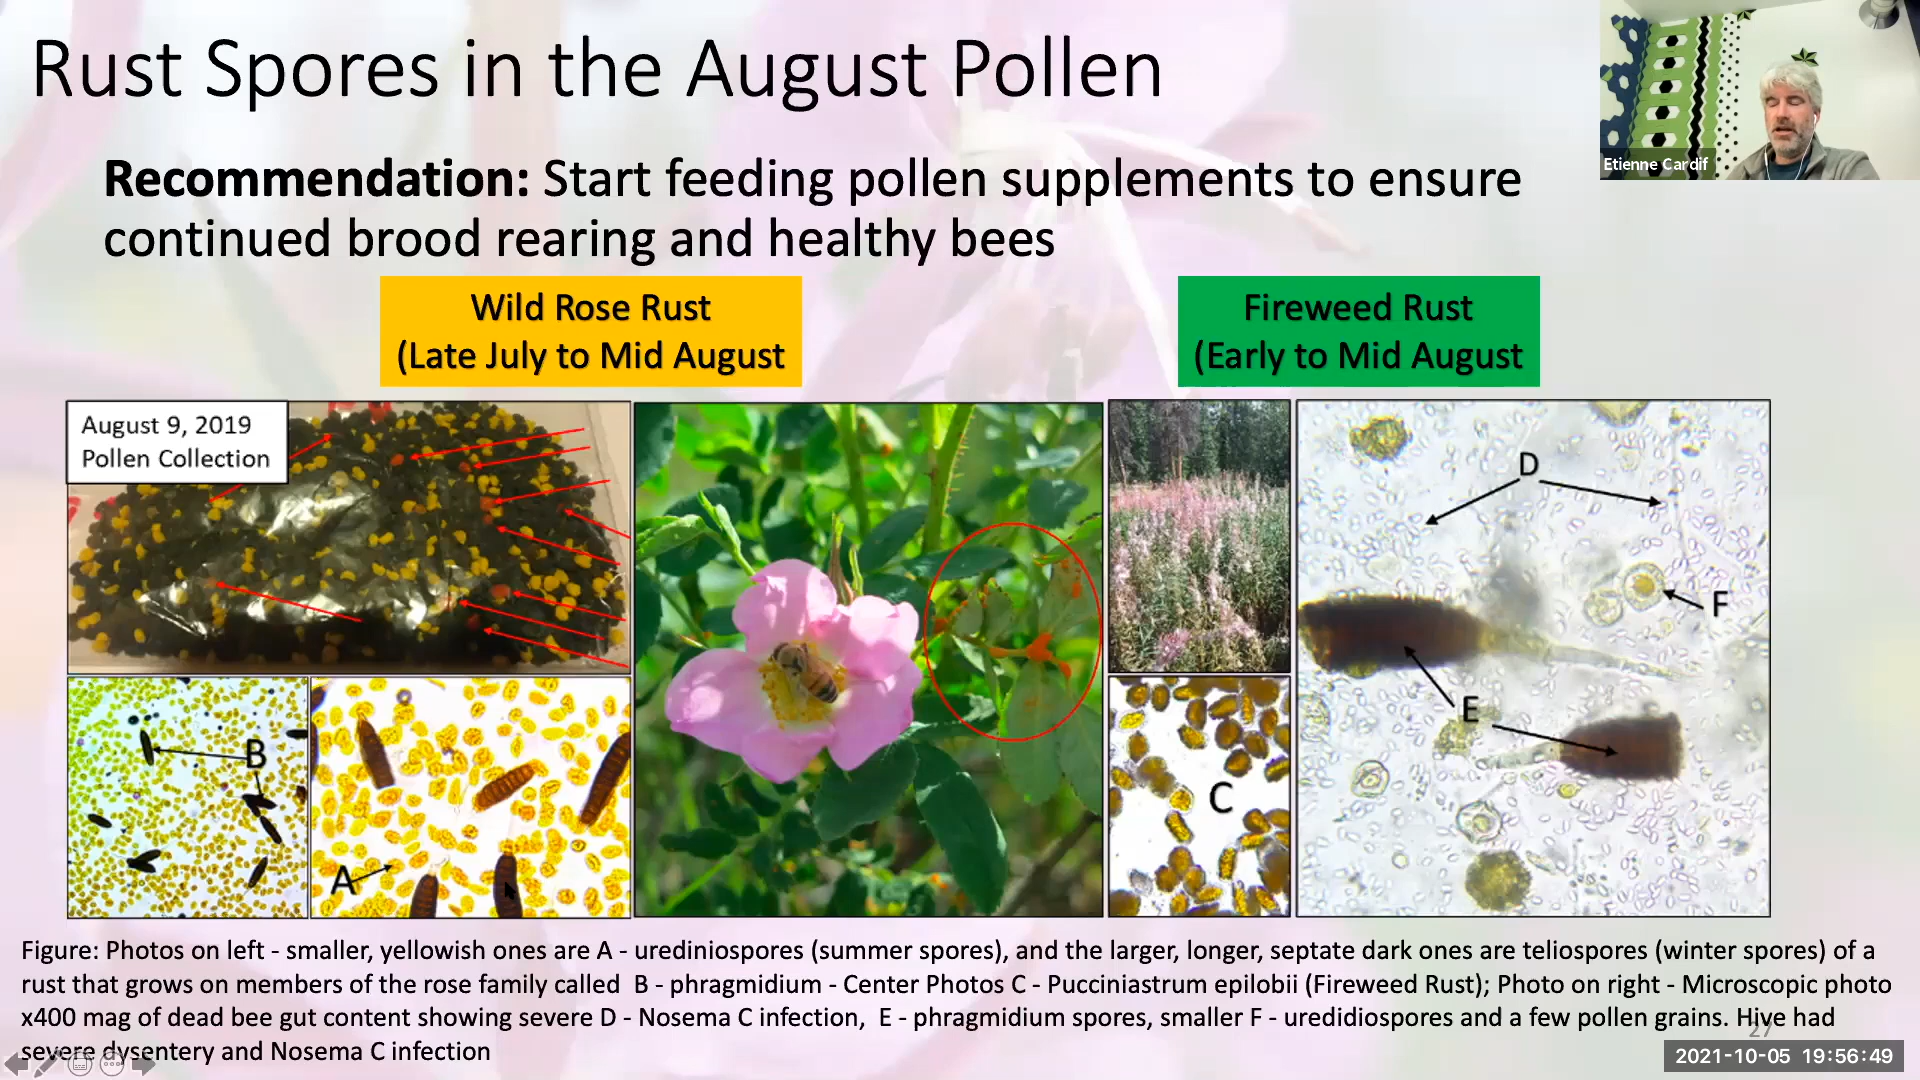 Rust Spores in the August Pollen
Etienne Cardif
Recommendation: Start feeding pollen supplements to ensure
continued brood rearing and healthy bees
Wild Rose Rust
(Late July to Mid August
Fireweed Rust
(Early to Mid August
August 9, 2019
Pollen Collection
B
A
C
D
F
E
Figure: Photos on left - smaller, yellowish ones are A - urediniospores (summer spores), and the larger, longer, septate dark ones are teliospores (winter spores) of a
rust that grows on members of the rose family called B - phragmidium - Center Photos C - Pucciniastrum epilobii (Fireweed Rust); Photo on right - Microscopic photo
x400 mag of dead bee gut content showing severe D - Nosema C infection, E - phragmidium spores, smaller F - uredidiospores and a few pollen grains. Hive had
severe dysentery and Nosema C infection
27
2021-10-05 19:56:49